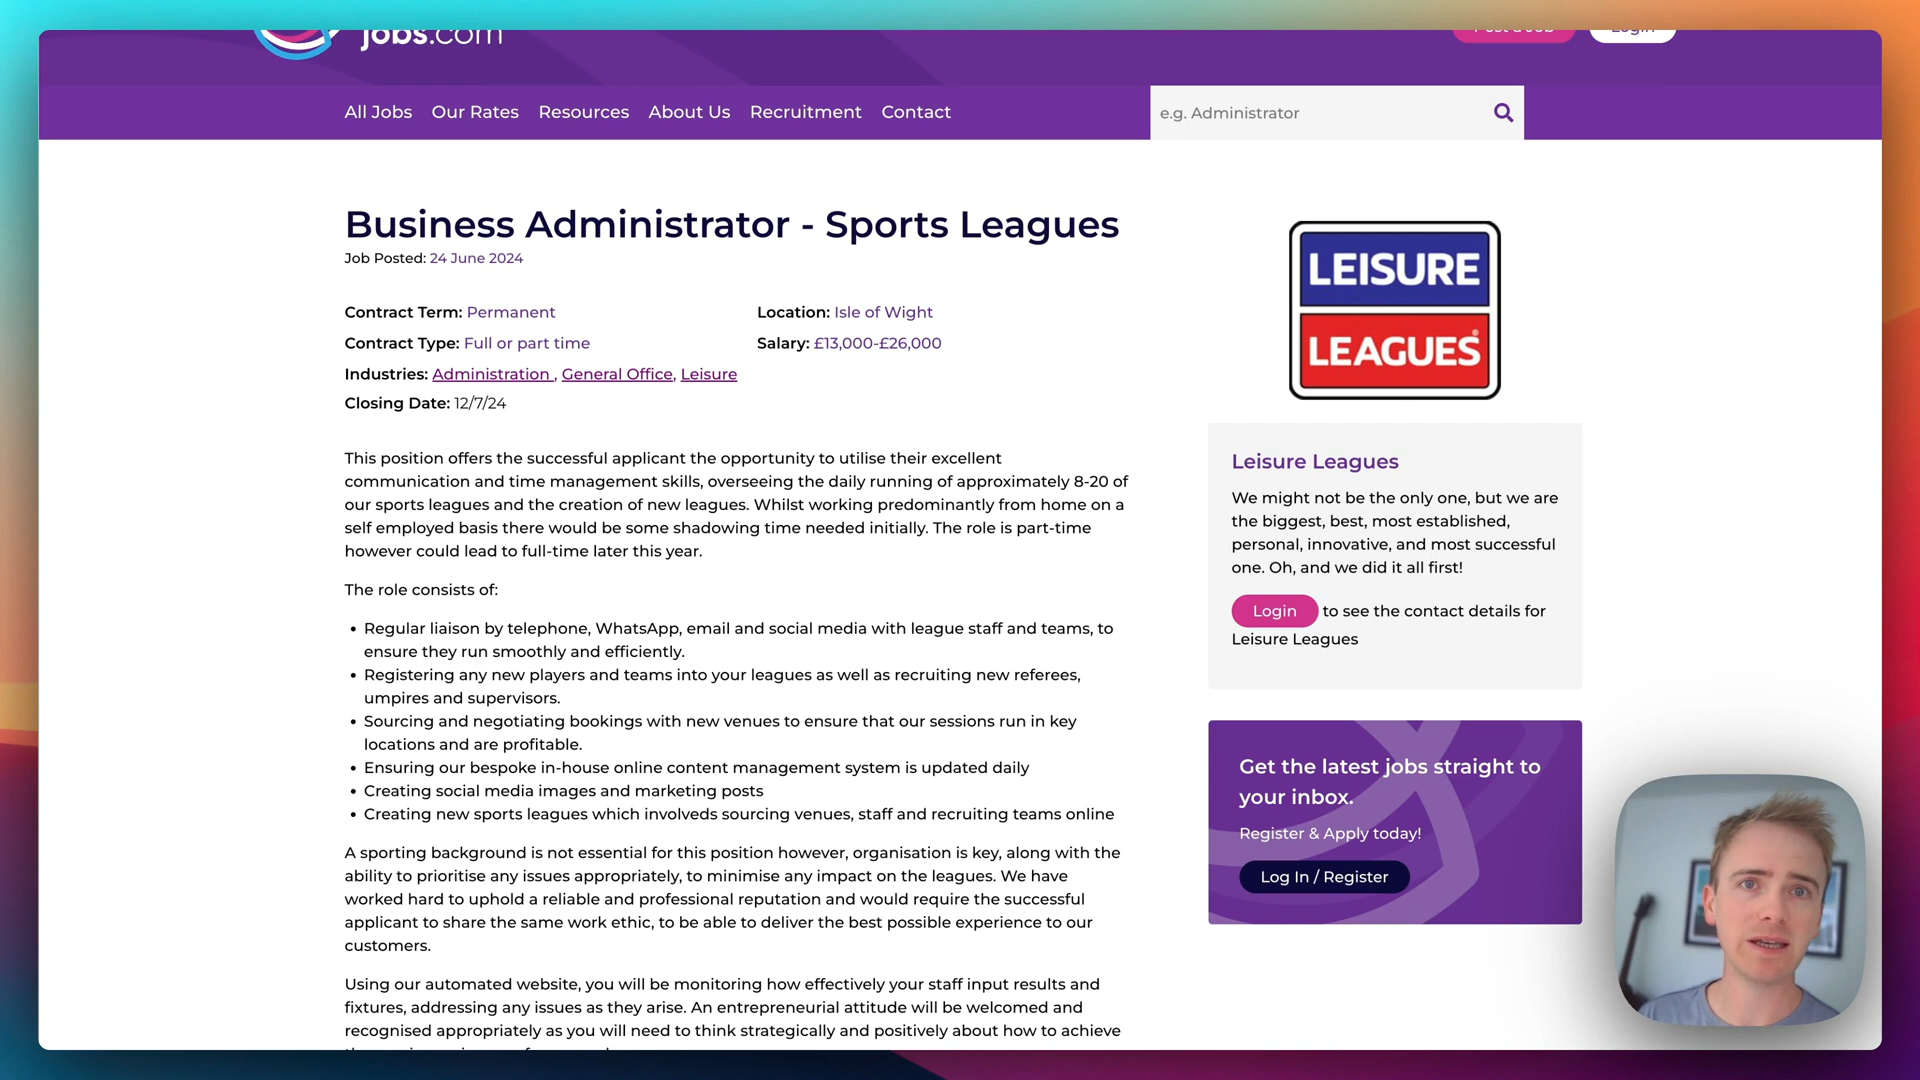 jobs.com
Post a Job
Login
All Jobs
Our Rates
Resources
About Us
Recruitment
Contact
e.g. Administrator
Business Administrator - Sports Leagues
Job Posted: 24 June 2024
Contract Term: Permanent
Location: Isle of Wight
Contract Type: Full or part time
Salary: £13,000-£26,000
Industries: Administration , General Office, Leisure
Closing Date: 12/7/24
This position offers the successful applicant the opportunity to utilise their excellent
communication and time management skills, overseeing the daily running of approximately 8-20 of
our sports leagues and the creation of new leagues. Whilst working predominantly from home on a
self employed basis there would be some shadowing time needed initially. The role is part-time
however could lead to full-time later this year.
The role consists of:
• Regular liaison by telephone, WhatsApp, email and social media with league staff and teams, to
ensure they run smoothly and efficiently.
• Registering any new players and teams into your leagues as well as recruiting new referees,
umpires and supervisors.
• Sourcing and negotiating bookings with new venues to ensure that our sessions run in key
locations and are profitable.
• Ensuring our bespoke in-house online content management system is updated daily
• Creating social media images and marketing posts
• Creating new sports leagues which involveds sourcing venues, staff and recruiting teams online
A sporting background is not essential for this position however, organisation is key, along with the
ability to prioritise any issues appropriately, to minimise any impact on the leagues. We have
worked hard to uphold a reliable and professional reputation and would require the successful
applicant to share the same work ethic, to be able to deliver the best possible experience to our
customers.
Using our automated website, you will be monitoring how effectively your staff input results and
fixtures, addressing any issues as they arise. An entrepreneurial attitude will be welcomed and
recognised appropriately as you will need to think strategically and positively about how to achieve
LEISURE
LEAGUES®
Leisure Leagues
We might not be the only one, but we are
the biggest, best, most established,
personal, innovative, and most successful
one. Oh, and we did it all first!
Login to see the contact details for
Leisure Leagues
Get the latest jobs straight to
your inbox.
Register & Apply today!
Log In / Register